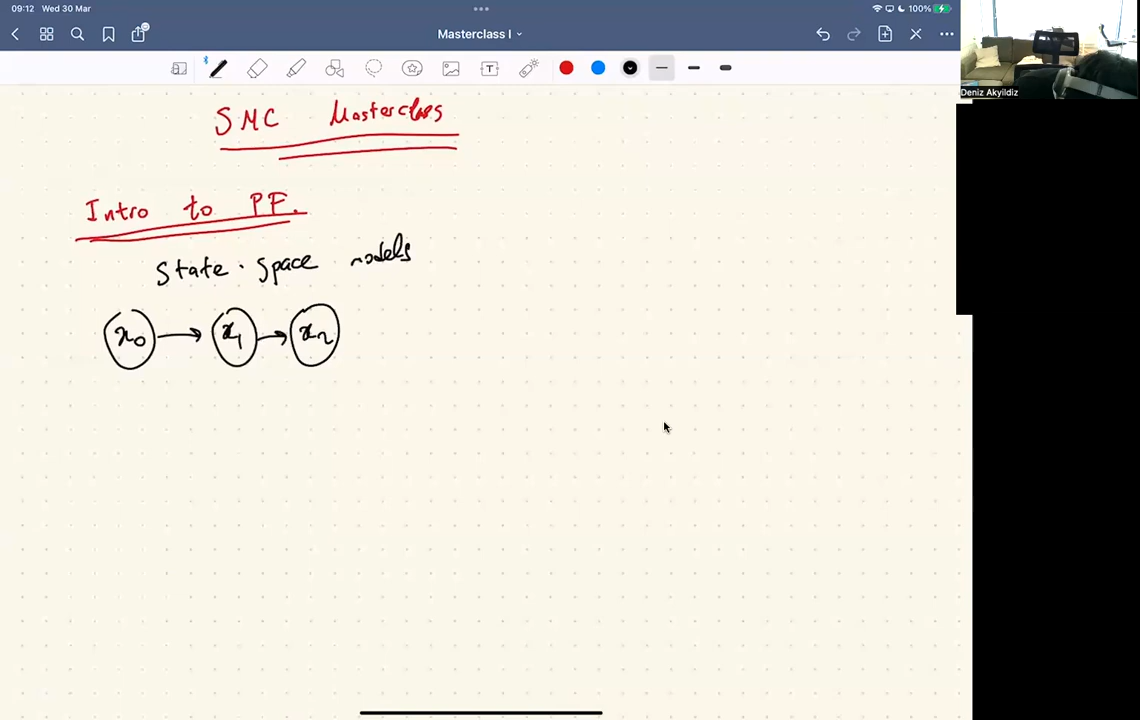 09:12 Wed 30 Mar
100%
Masterclass I
Deniz Akyildiz
SMC Masterclass
Intro to PF.
State-space models
x0 → x1 → x2